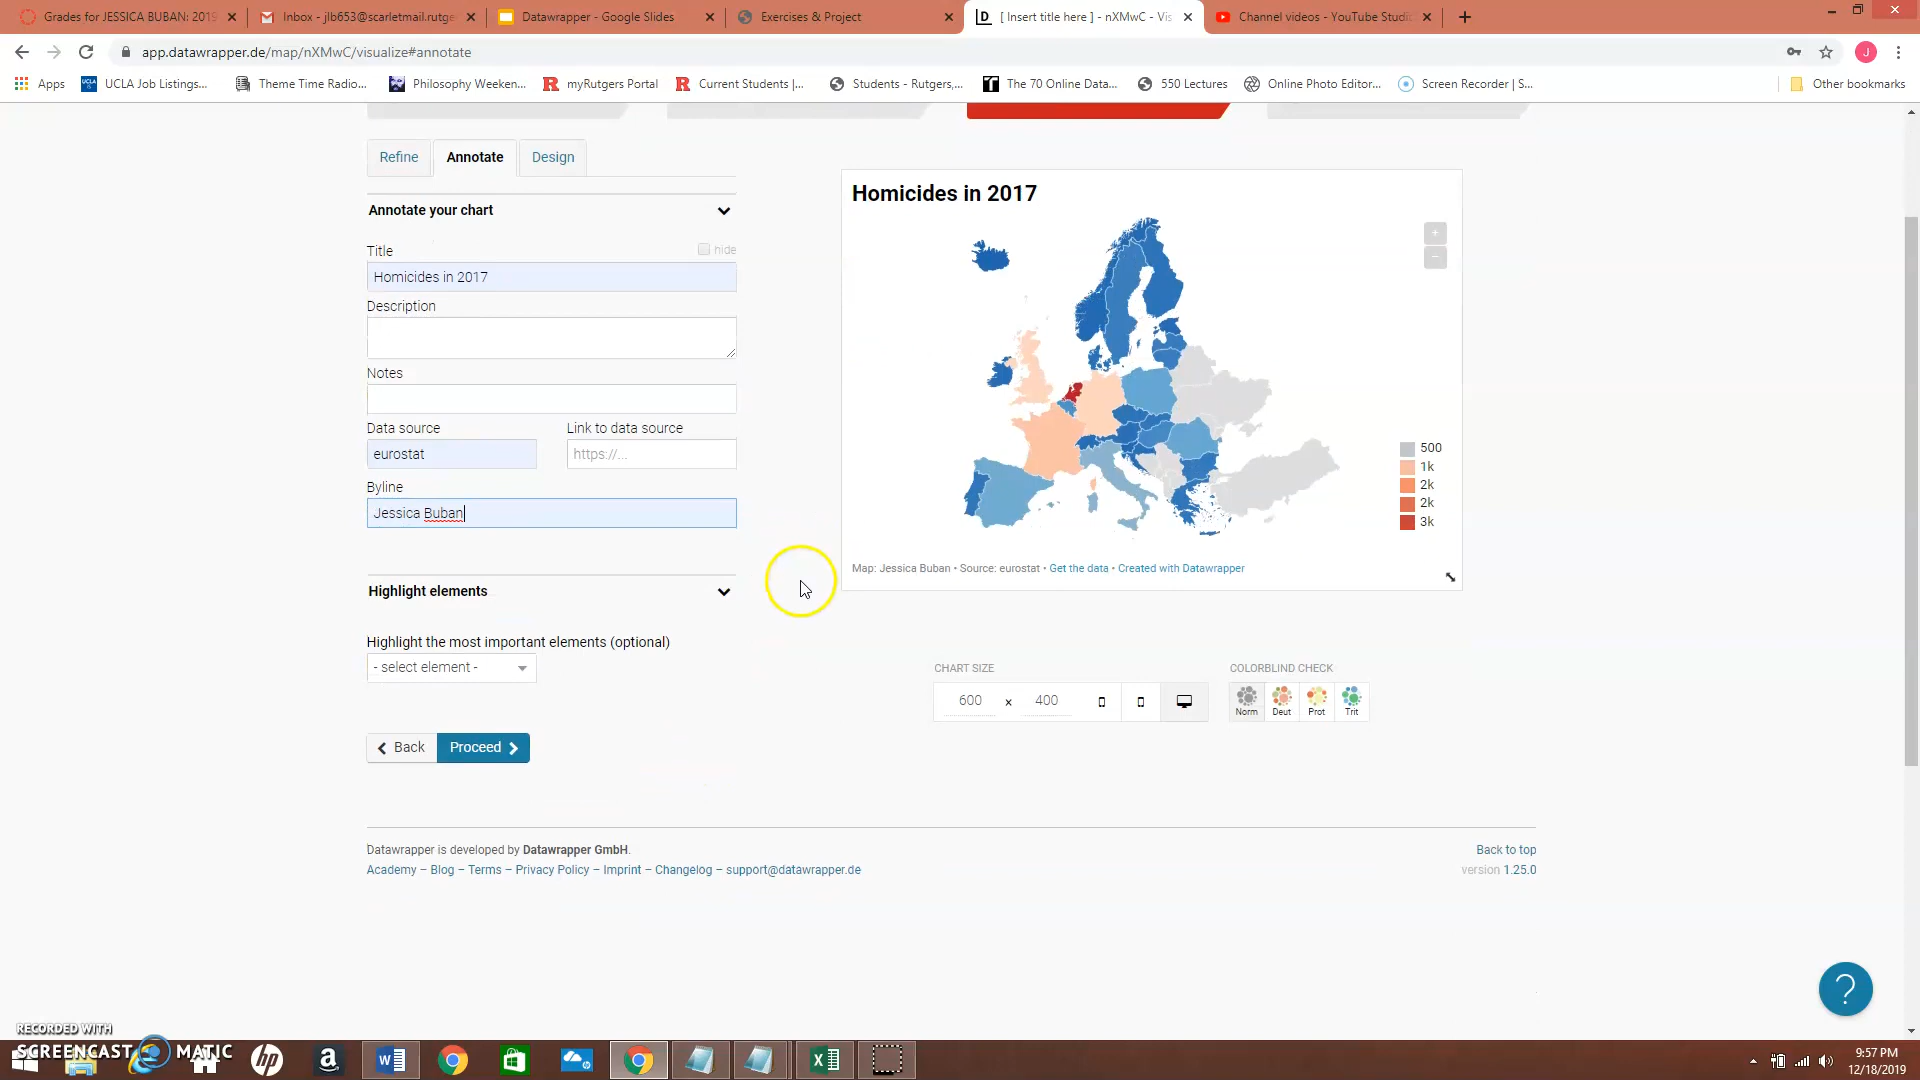 Grades for JESSICA BUBAN: 2019
Inbox - jlb653@scarletmail.rutge
Datawrapper - Google Slides
Exercises & Project
[ Insert title here ] - nXMwC - Vis
Channel videos - YouTube Studio
app.datawrapper.de/map/nXMwC/visualize#annotate
Apps
UCLA Job Listings...
Theme Time Radio...
Philosophy Weeken...
myRutgers Portal
Current Students |...
Students - Rutgers,...
The 70 Online Data...
550 Lectures
Online Photo Editor...
Screen Recorder | S...
Other bookmarks
Refine
Annotate
Design
Annotate your chart
Title
hide
Homicides in 2017
Description
Notes
Data source
Link to data source
eurostat
https://...
Byline
Jessica Buban
Highlight elements
Highlight the most important elements (optional)
- select element -
Back
Proceed
Homicides in 2017
+
−
500
1k
2k
2k
3k
Map: Jessica Buban • Source: eurostat • Get the data • Created with Datawrapper
CHART SIZE
600 x 400
COLORBLIND CHECK
Norm
Deut
Prot
Trit
Datawrapper is developed by Datawrapper GmbH.
Academy – Blog – Terms – Privacy Policy – Imprint – Changelog – support@datawrapper.de
Back to top
version 1.25.0
?
RECORDED WITH
SCREENCAST MATIC
9:57 PM
12/18/2019